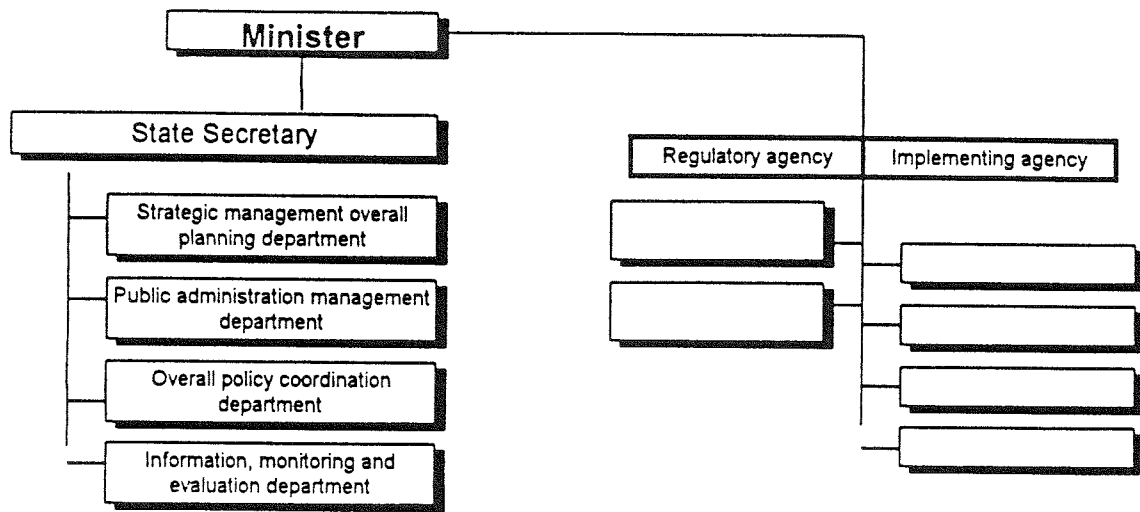 Minister
State Secretary
Strategic management overall
planning department
Public administration management
department
Overall policy coordination
department
Information, monitoring and
evaluation department
Regulatory agency
Implementing agency